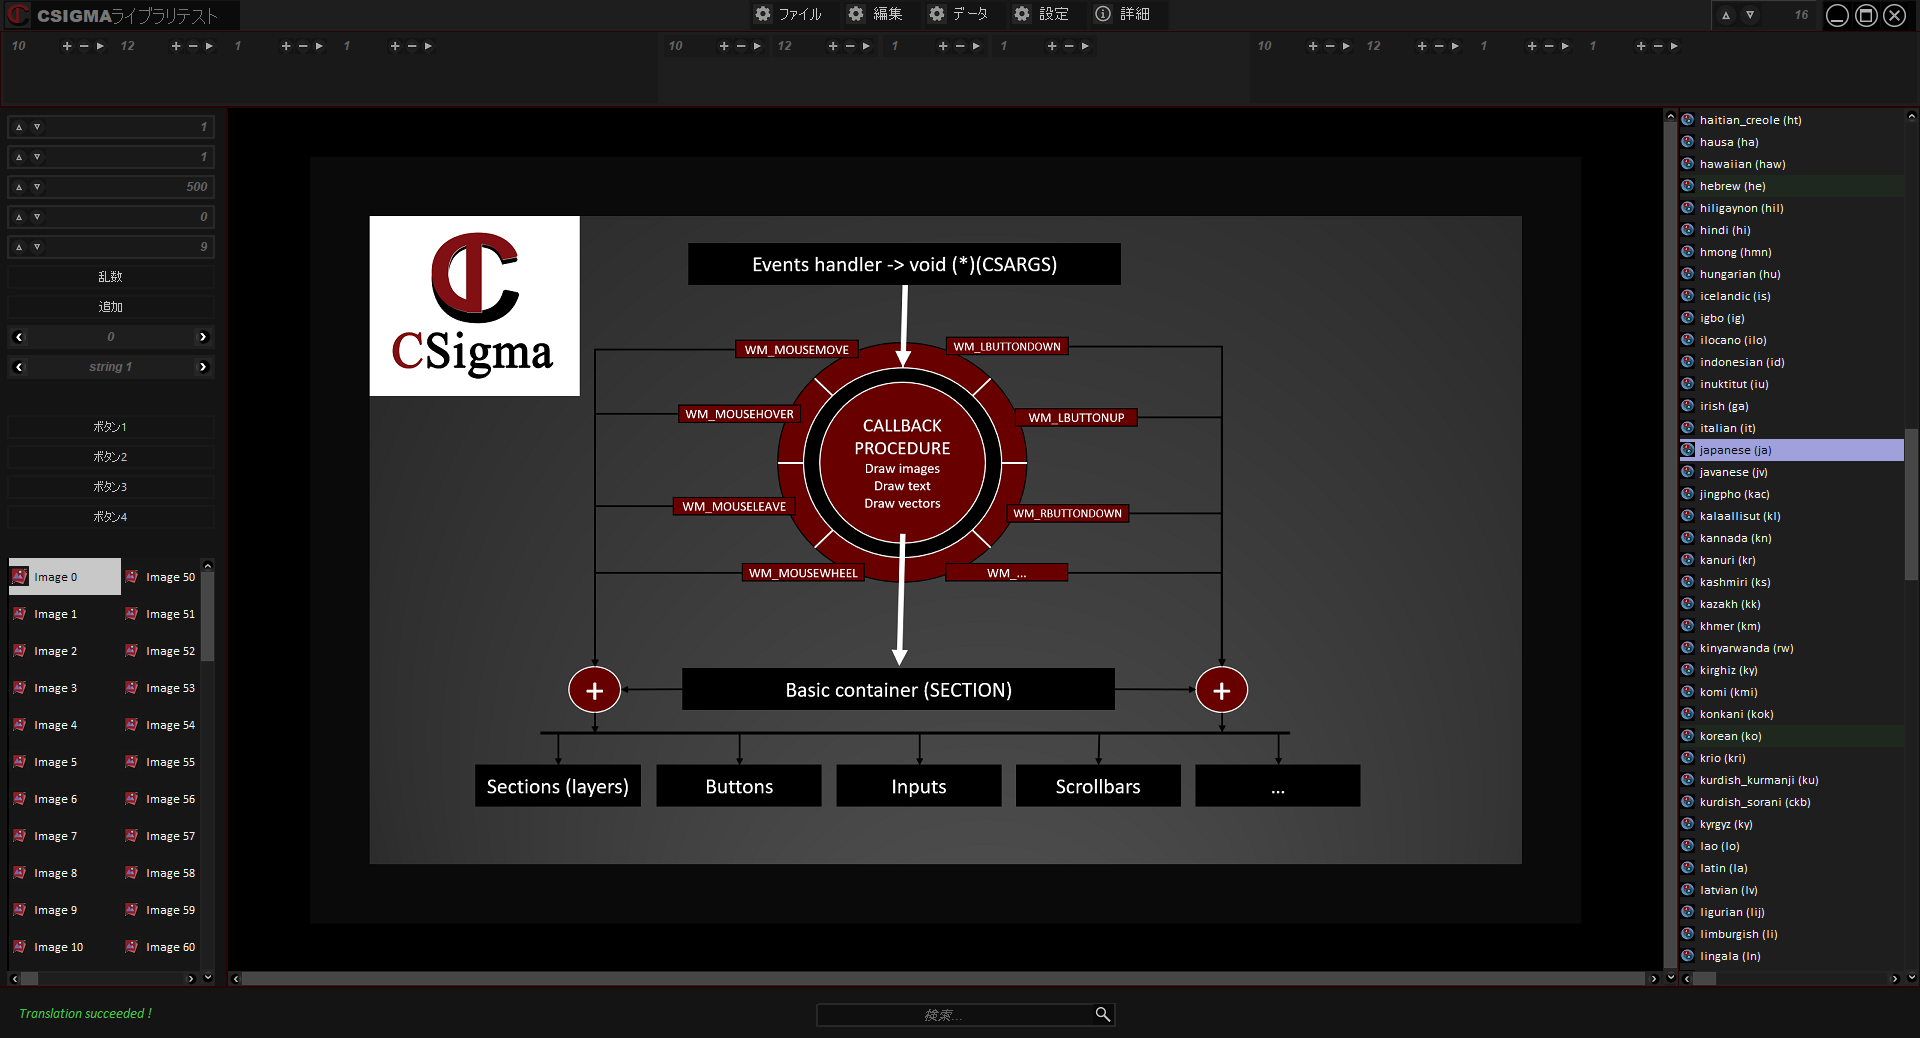 CSIGMAライブラリテスト
ファイル
編集
データ
設定
詳細
16
10 12 1 1
10 12 1 1
10 12 1 1
1
1
500
0
9
乱数
追加
0
string 1
ボタン1
ボタン2
ボタン3
ボタン4
Image 0 Image 50
Image 1 Image 51
Image 2 Image 52
Image 3 Image 53
Image 4 Image 54
Image 5 Image 55
Image 6 Image 56
Image 7 Image 57
Image 8 Image 58
Image 9 Image 59
Image 10 Image 60
CSigma
Events handler -> void (*)(CSARGS)
WM_MOUSEMOVE
WM_LBUTTONDOWN
WM_MOUSEHOVER
WM_LBUTTONUP
CALLBACK
PROCEDURE
Draw images
Draw text
Draw vectors
WM_MOUSELEAVE
WM_RBUTTONDOWN
WM_MOUSEWHEEL
WM_...
+
Basic container (SECTION)
+
Sections (layers)
Buttons
Inputs
Scrollbars
...
haitian_creole (ht)
hausa (ha)
hawaiian (haw)
hebrew (he)
hiligaynon (hil)
hindi (hi)
hmong (hmn)
hungarian (hu)
icelandic (is)
igbo (ig)
ilocano (ilo)
indonesian (id)
inuktitut (iu)
irish (ga)
italian (it)
japanese (ja)
javanese (jv)
jingpho (kac)
kalaallisut (kl)
kannada (kn)
kanuri (kr)
kashmiri (ks)
kazakh (kk)
khmer (km)
kinyarwanda (rw)
kirghiz (ky)
komi (kmi)
konkani (kok)
korean (ko)
krio (kri)
kurdish_kurmanji (ku)
kurdish_sorani (ckb)
kyrgyz (ky)
lao (lo)
latin (la)
latvian (lv)
ligurian (lij)
limburgish (li)
lingala (ln)
Translation succeeded !
検索...